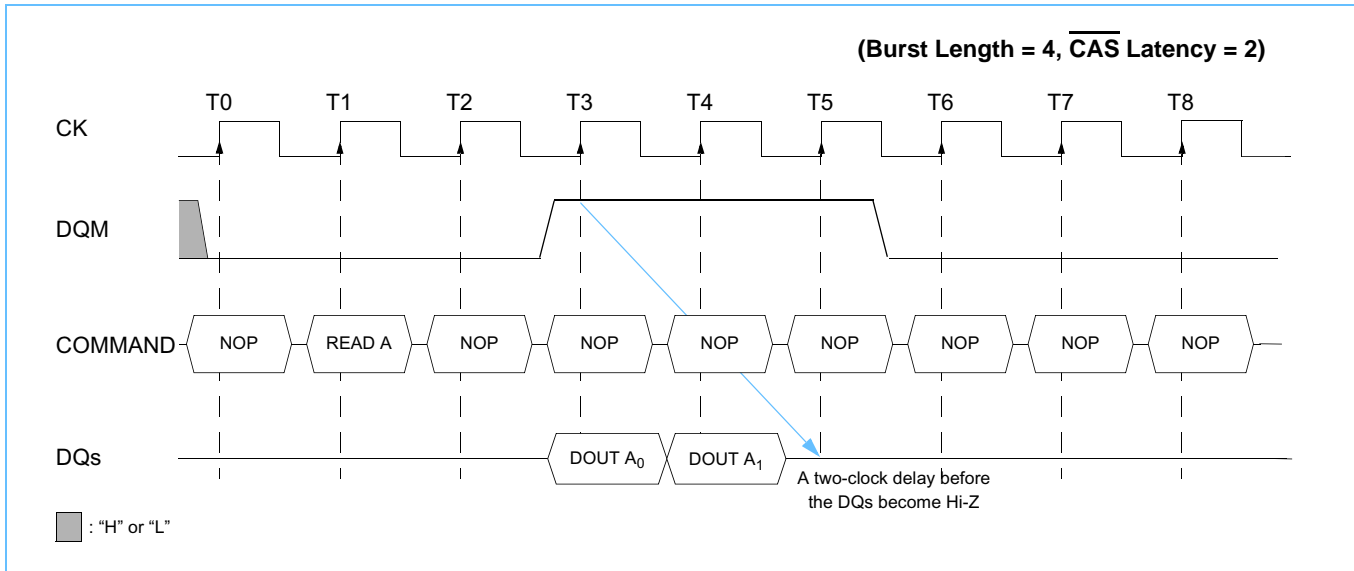 (Burst Length = 4, C̅A̅S̅ Latency = 2)
T0 T1 T2 T3 T4 T5 T6 T7 T8
CK
DQM
COMMAND NOP READ A NOP NOP NOP NOP NOP NOP NOP
DQs DOUT A₀ DOUT A₁
A two-clock delay before
the DQs become Hi-Z
: “H” or “L”